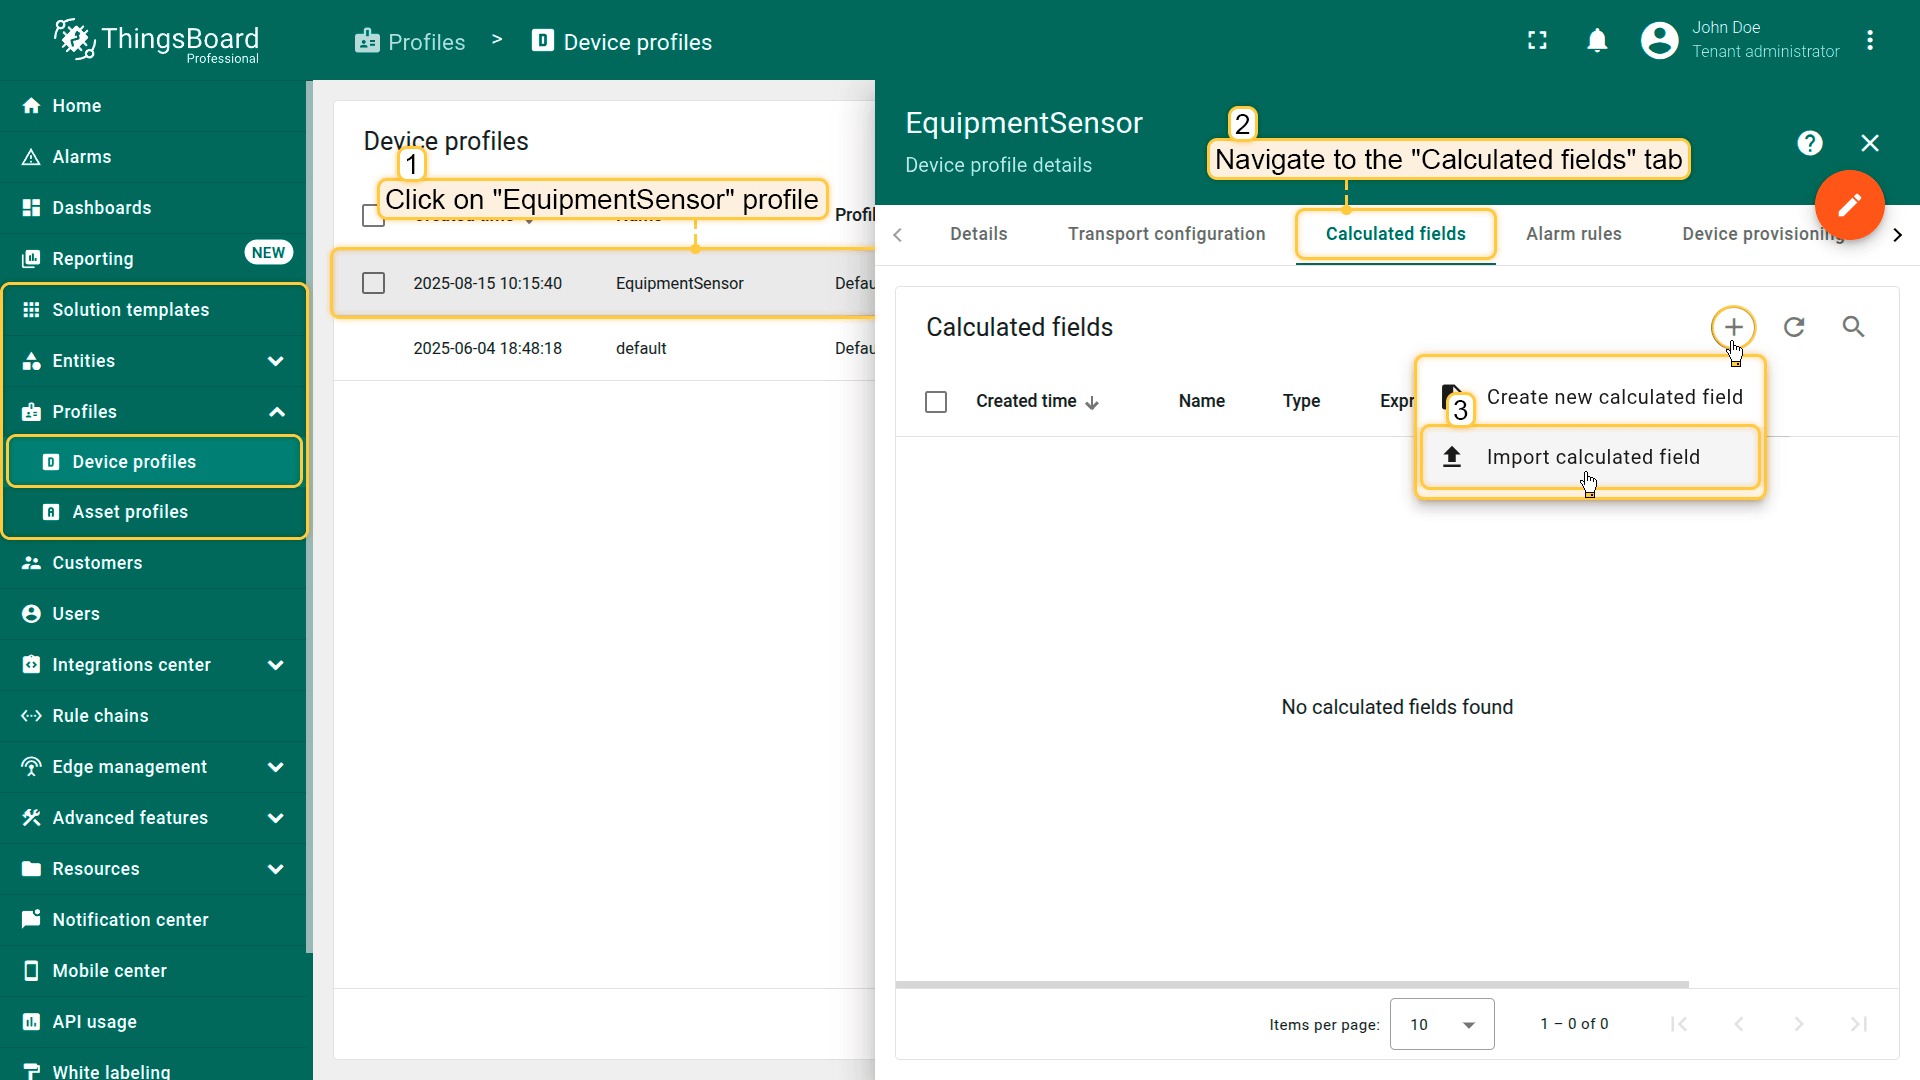 ThingsBoard
Professional
Profiles > Device profiles
John Doe
Tenant administrator
Home
Alarms
Dashboards
Reporting NEW
Solution templates
Entities
Profiles
Device profiles
Asset profiles
Customers
Users
Integrations center
Rule chains
Edge management
Advanced features
Resources
Notification center
Mobile center
API usage
White labeling
Device profiles
1
Click on "EquipmentSensor" profile
Created time Name Profil
2025-08-15 10:15:40 EquipmentSensor Defau
2025-06-04 18:48:18 default Defau
EquipmentSensor
Device profile details
2
Navigate to the "Calculated fields" tab
Details Transport configuration Calculated fields Alarm rules Device provisioning
Calculated fields
Created time Name Type Expr
Create new calculated field
3
Import calculated field
No calculated fields found
Items per page: 10 1 – 0 of 0